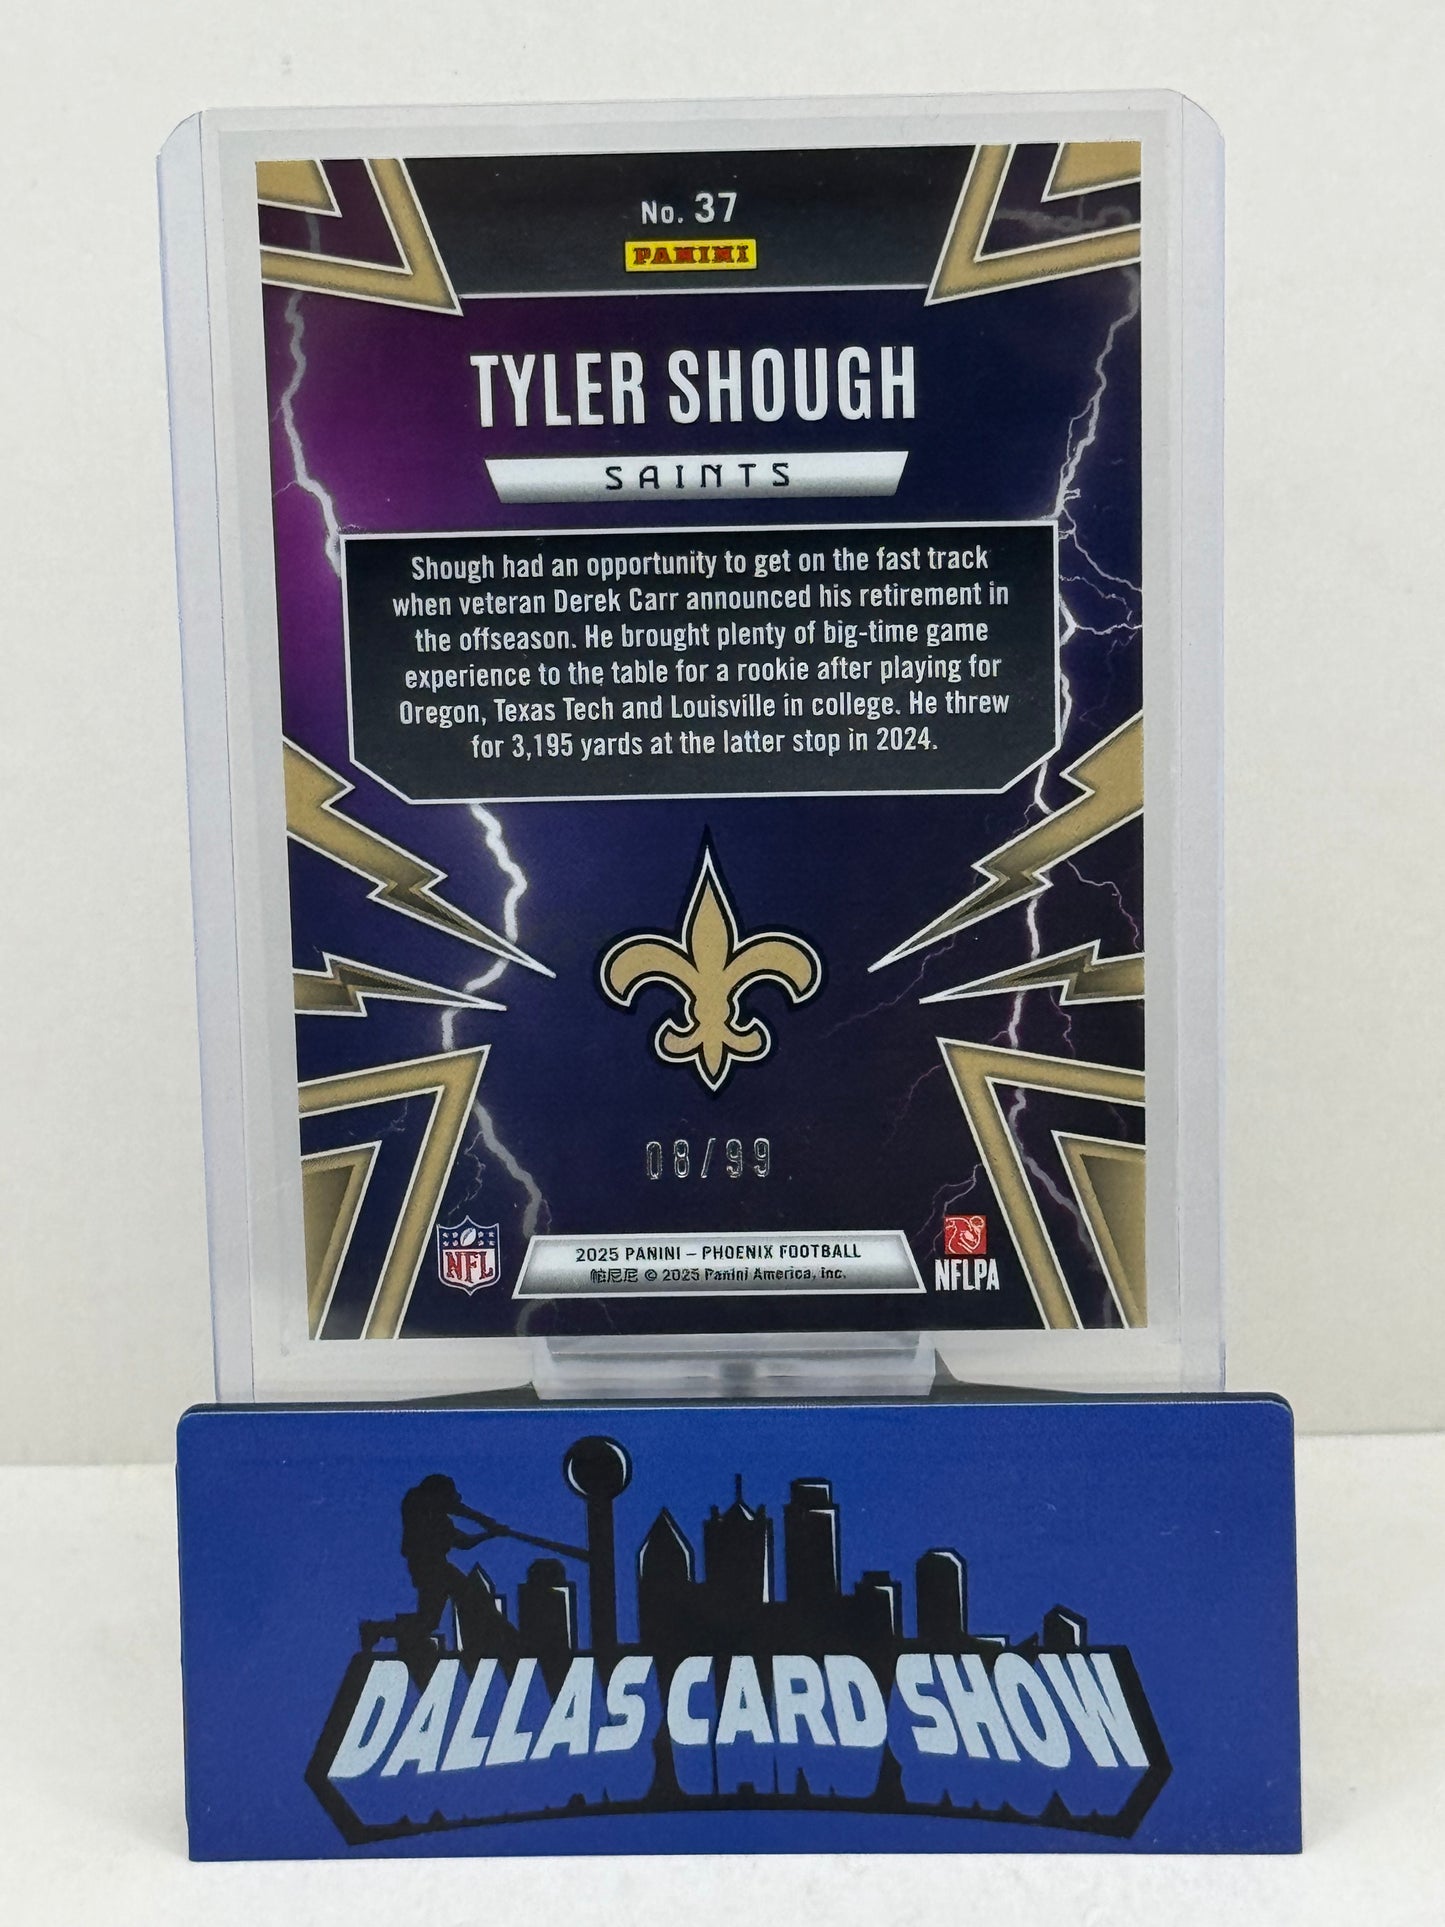 No. 37
PANINI
TYLER SHOUGH
SAINTS
Shough had an opportunity to get on the fast track
when veteran Derek Carr announced his retirement in
the offseason. He brought plenty of big-time game
experience to the table for a rookie after playing for
Oregon, Texas Tech and Louisville in college. He threw
for 3,195 yards at the latter stop in 2024.
08/99
NFL
2025 PANINI – PHOENIX FOOTBALL
帕尼尼 © 2025 Panini America, Inc.
NFLPA
DALLAS CARD SHOW